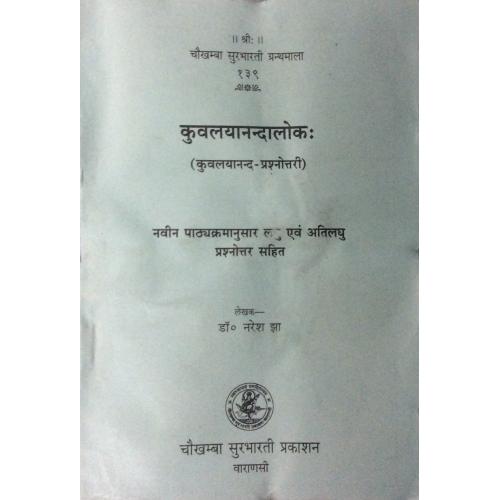 ॥ श्रीः ॥
चौखम्बा सुरभारती ग्रन्थमाला
१३९
कुवलयानन्दालोकः
(कुवलयानन्द-प्रश्नोत्तरी)
नवीन पाठ्यक्रमानुसार एवं अतिलघु
प्रश्नोत्तर सहित
लेखक—
डॉ० नरेश झा
चौखम्बा सुरभारती प्रकाशन
वाराणसी